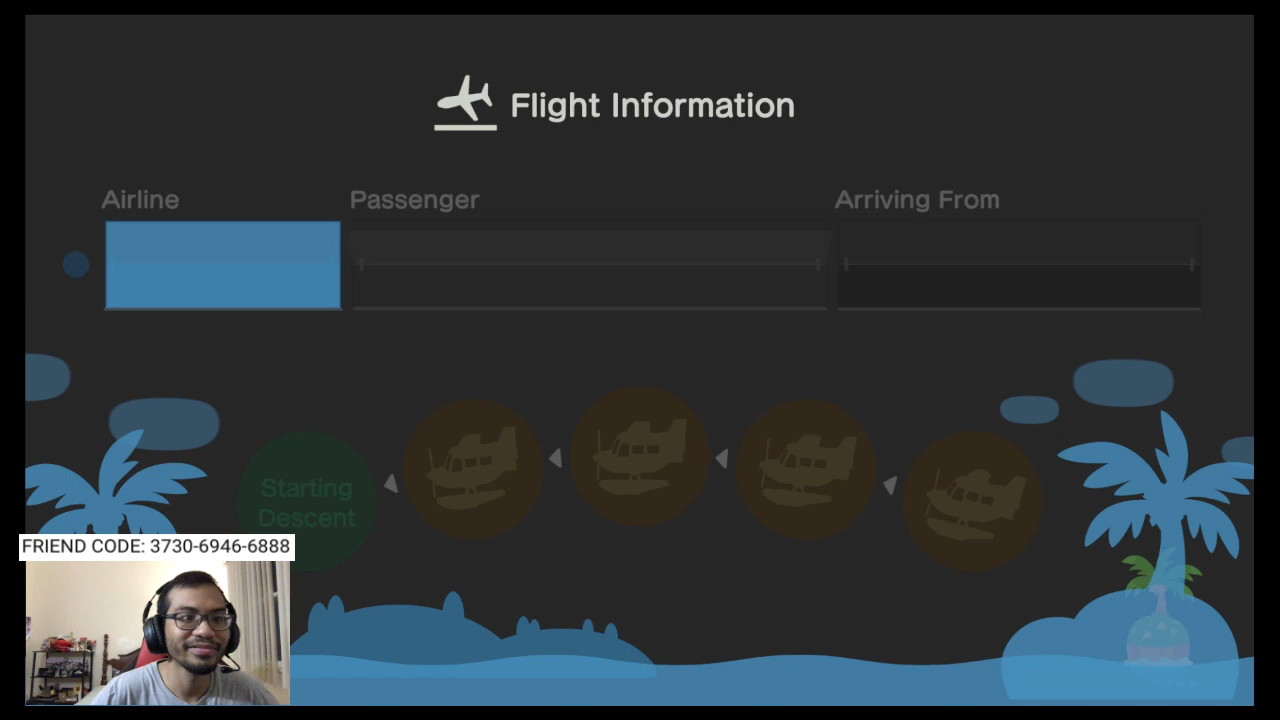 Flight Information
Airline
Passenger
Arriving From
Starting
Descent
FRIEND CODE: 3730-6946-6888